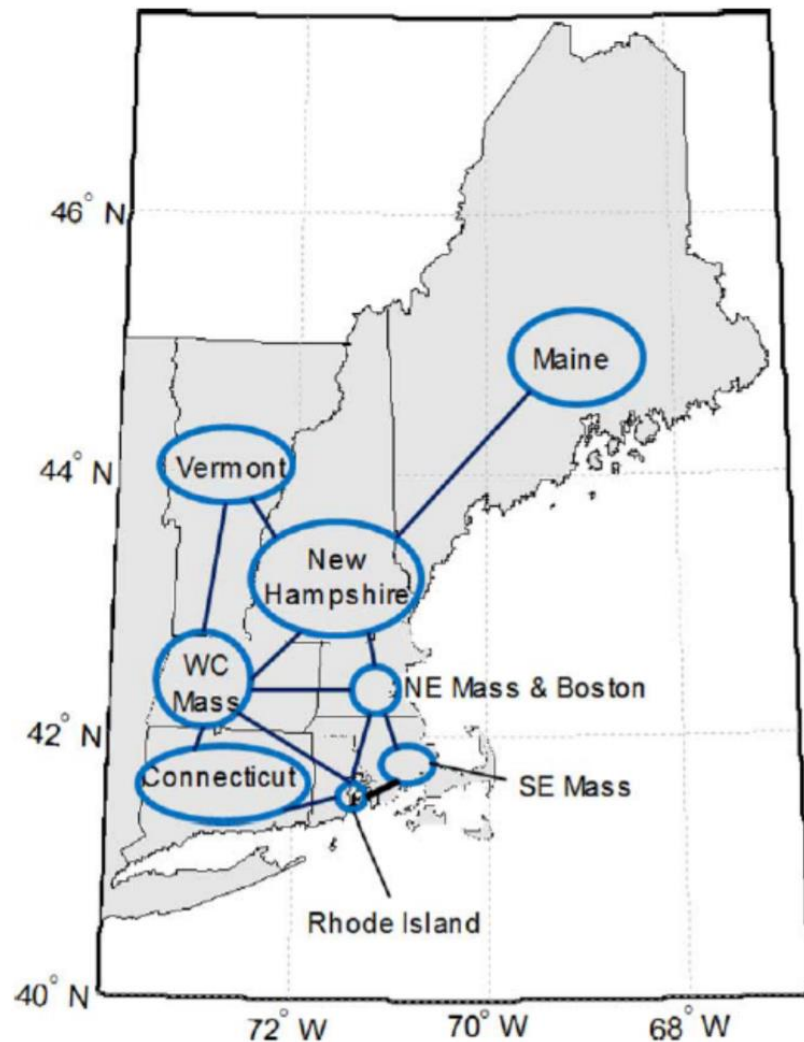 46° N
Maine
Vermont
44° N
New
Hampshire
WC
Mass
NE Mass & Boston
42° N
Connecticut
SE Mass
Rhode Island
40° N
72° W
70° W
68° W